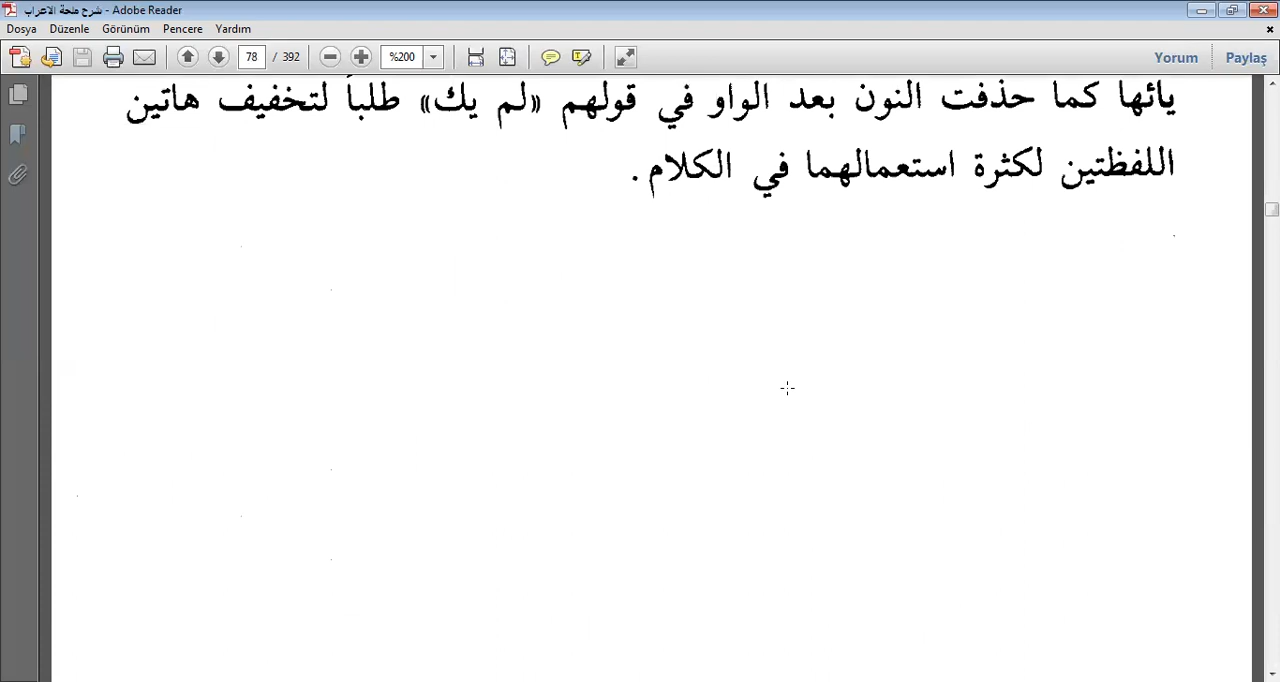 شرح ملحة الاعراب - Adobe Reader
Dosya Düzenle Görünüm Pencere Yardım
78 / 392 %200 Yorum Paylaş
يائها كما حذفت النون بعد الواو في قولهم «لم يك» طلباً لتخفيف هاتين
اللفظتين لكثرة استعمالهما في الكلام.